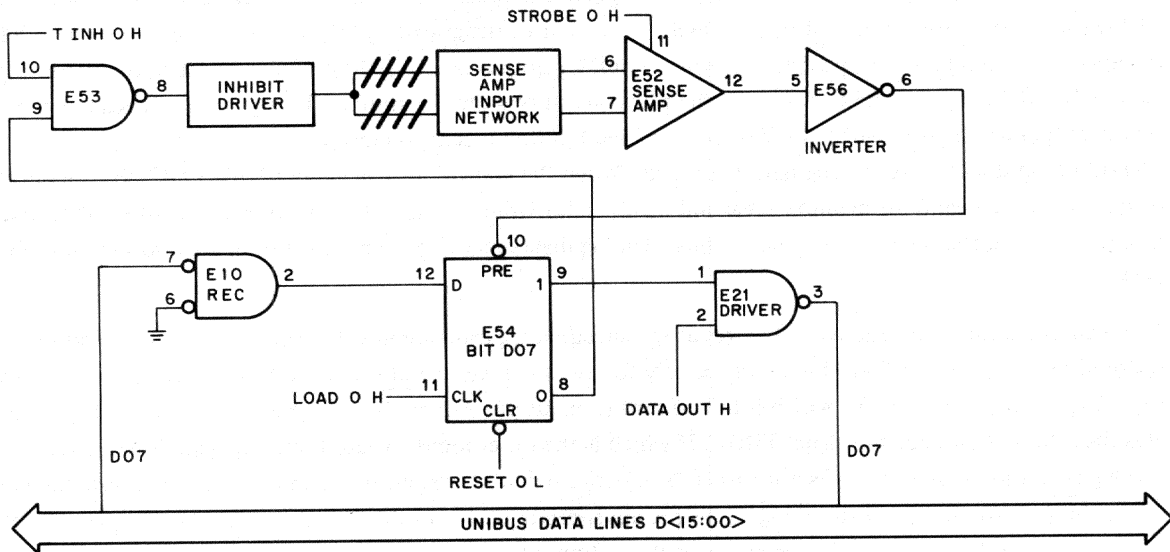 STROBE 0 H
T INH 0 H
11
10
E53
8
9
INHIBIT
DRIVER
SENSE
AMP
INPUT
NETWORK
6
7
E52
SENSE
AMP
12
5
E56
6
INVERTER
7
E10
REC
2
6
12
10
PRE
D
1
9
E54
BIT D07
11
CLK
0
8
CLR
LOAD 0 H
RESET 0 L
1
E21
DRIVER
3
2
DATA OUT H
D07
D07
UNIBUS DATA LINES D<15:00>